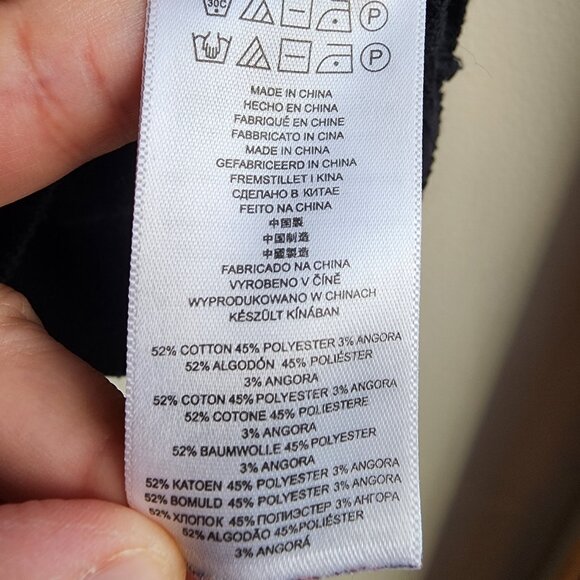 30C
P
P
MADE IN CHINA
HECHO EN CHINA
FABRIQUÉ EN CHINE
FABBRICATO IN CINA
MADE IN CHINA
GEFABRICEERD IN CHINA
FREMSTILLET I KINA
СДЕЛАНО В КИТАЕ
FEITO NA CHINA
中国製
中国制造
中國製造
FABRICADO NA CHINA
VYROBENO V ČÍNĚ
WYPRODUKOWANO W CHINACH
KÉSZÜLT KÍNÁBAN
52% COTTON 45% POLYESTER 3% ANGORA
52% ALGODÓN 45% POLIÉSTER
3% ANGORA
52% COTON 45% POLYESTER 3% ANGORA
52% COTONE 45% POLIESTERE
3% ANGORA
52% BAUMWOLLE 45% POLYESTER
3% ANGORA
52% KATOEN 45% POLYESTER 3% ANGORA
52% BOMULD 45% POLYESTER 3% ANGORA
52% ХЛОПОК 45% ПОЛИЭСТЕР 3% АНГОРА
52% ALGODÃO 45% POLIÉSTER
3% ANGORÁ